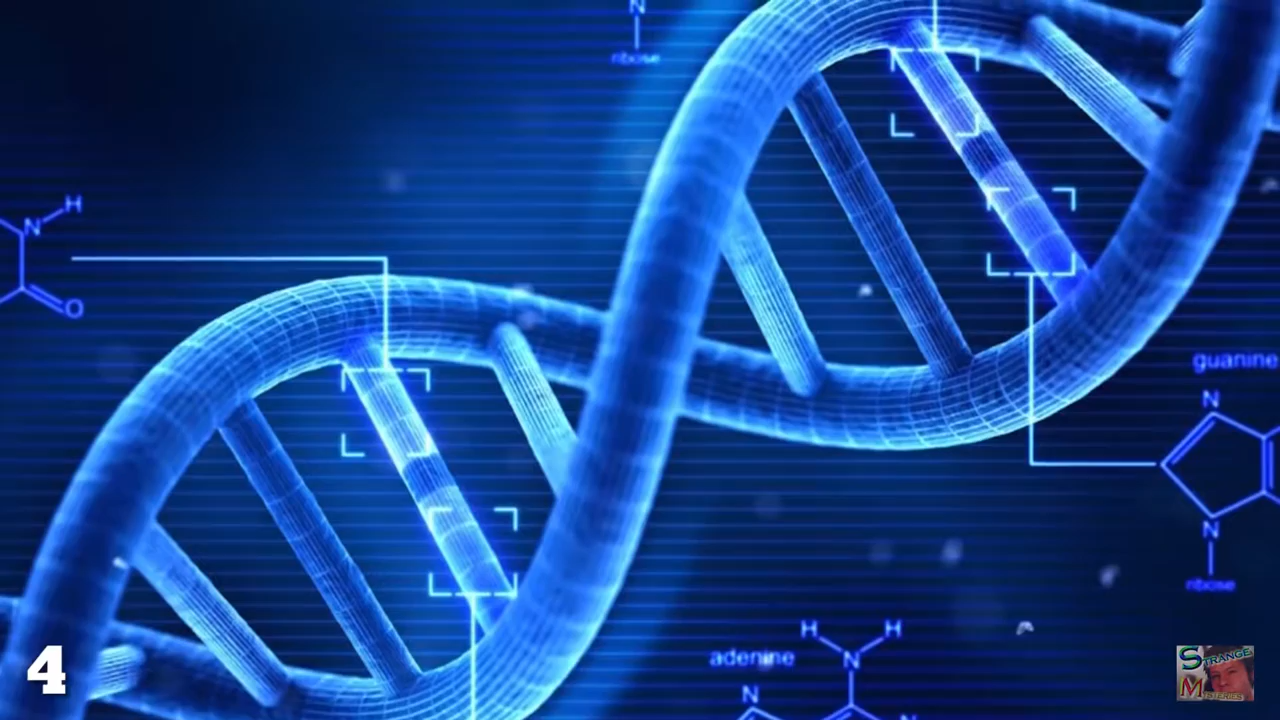 N
ribose
H
N
O
guanine
N
N
ribose
H
H
adenine
N
N
N
4
STRANGE
MYSTERIES